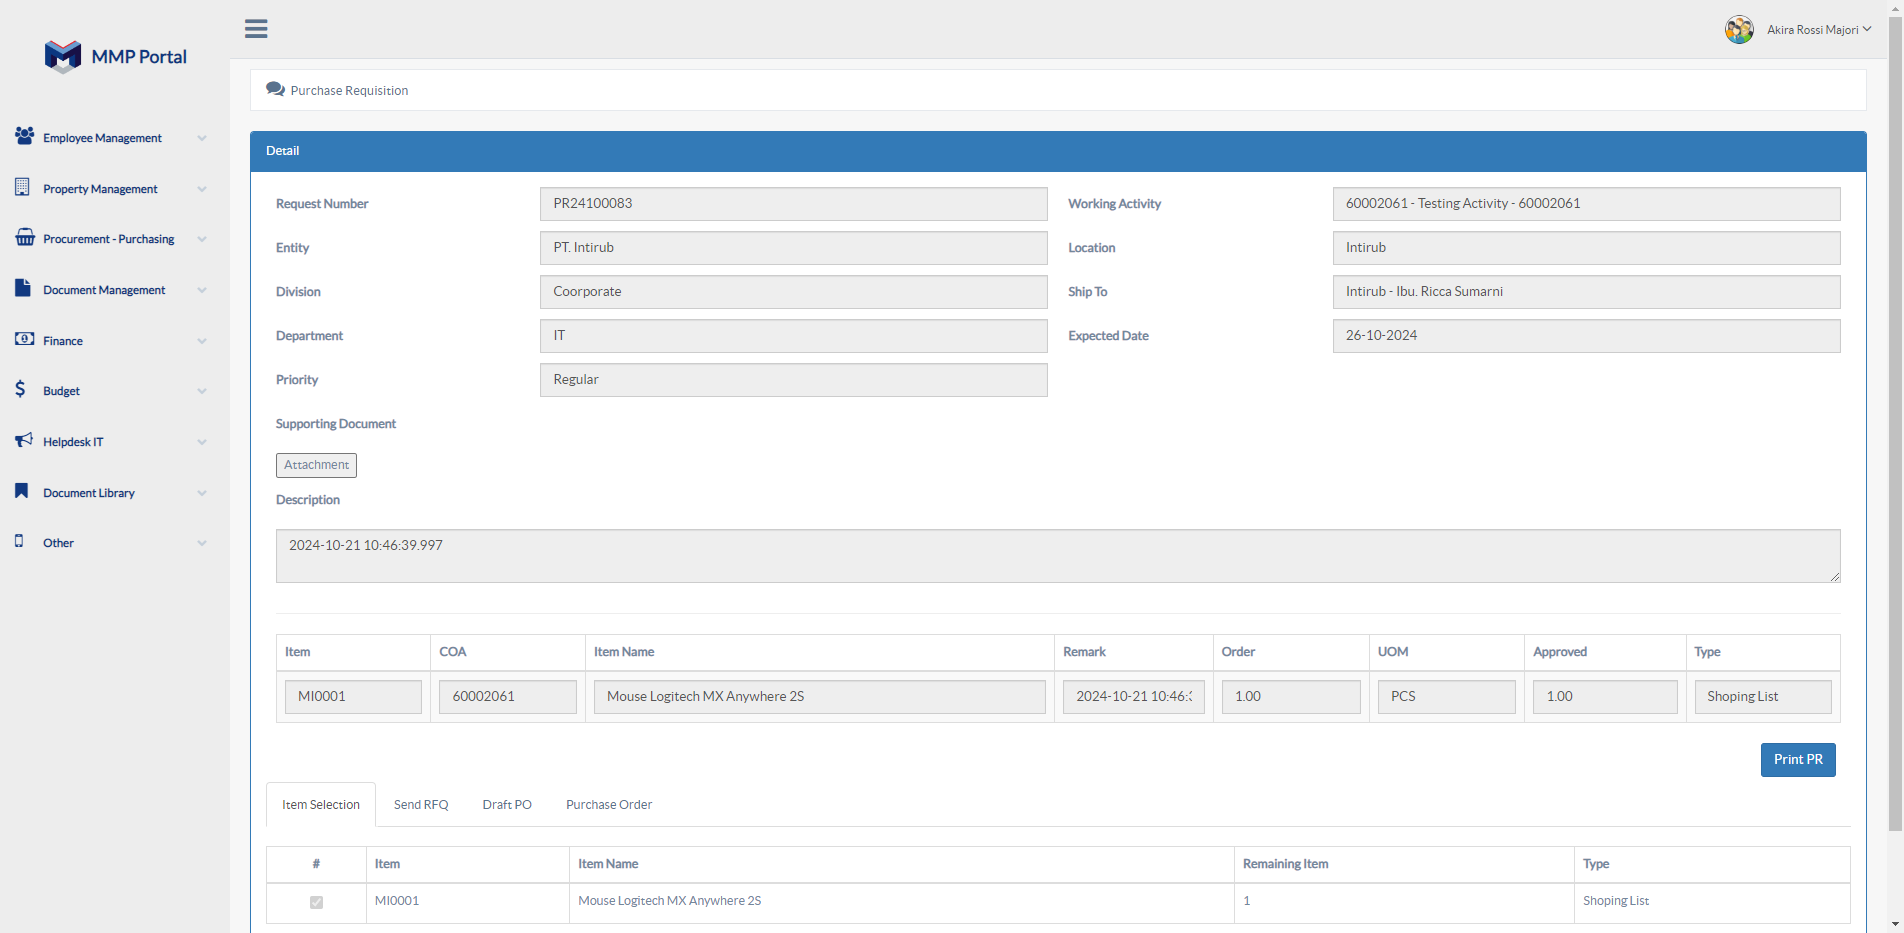 MMP Portal
Akira Rossi Majori
Employee Management
Property Management
Procurement - Purchasing
Document Management
Finance
Budget
Helpdesk IT
Document Library
Other
Purchase Requisition
Detail
Request Number PR24100083 Working Activity 60002061 - Testing Activity - 60002061
Entity PT. Intirub Location Intirub
Division Coorporate Ship To Intirub - Ibu. Ricca Sumarni
Department IT Expected Date 26-10-2024
Priority Regular
Supporting Document
Attachment
Description
2024-10-21 10:46:39.997
Item COA Item Name Remark Order UOM Approved Type
MI0001 60002061 Mouse Logitech MX Anywhere 2S 2024-10-21 10:46: 1.00 PCS 1.00 Shoping List
Print PR
Item Selection Send RFQ Draft PO Purchase Order
# Item Item Name Remaining Item Type
MI0001 Mouse Logitech MX Anywhere 2S 1 Shoping List